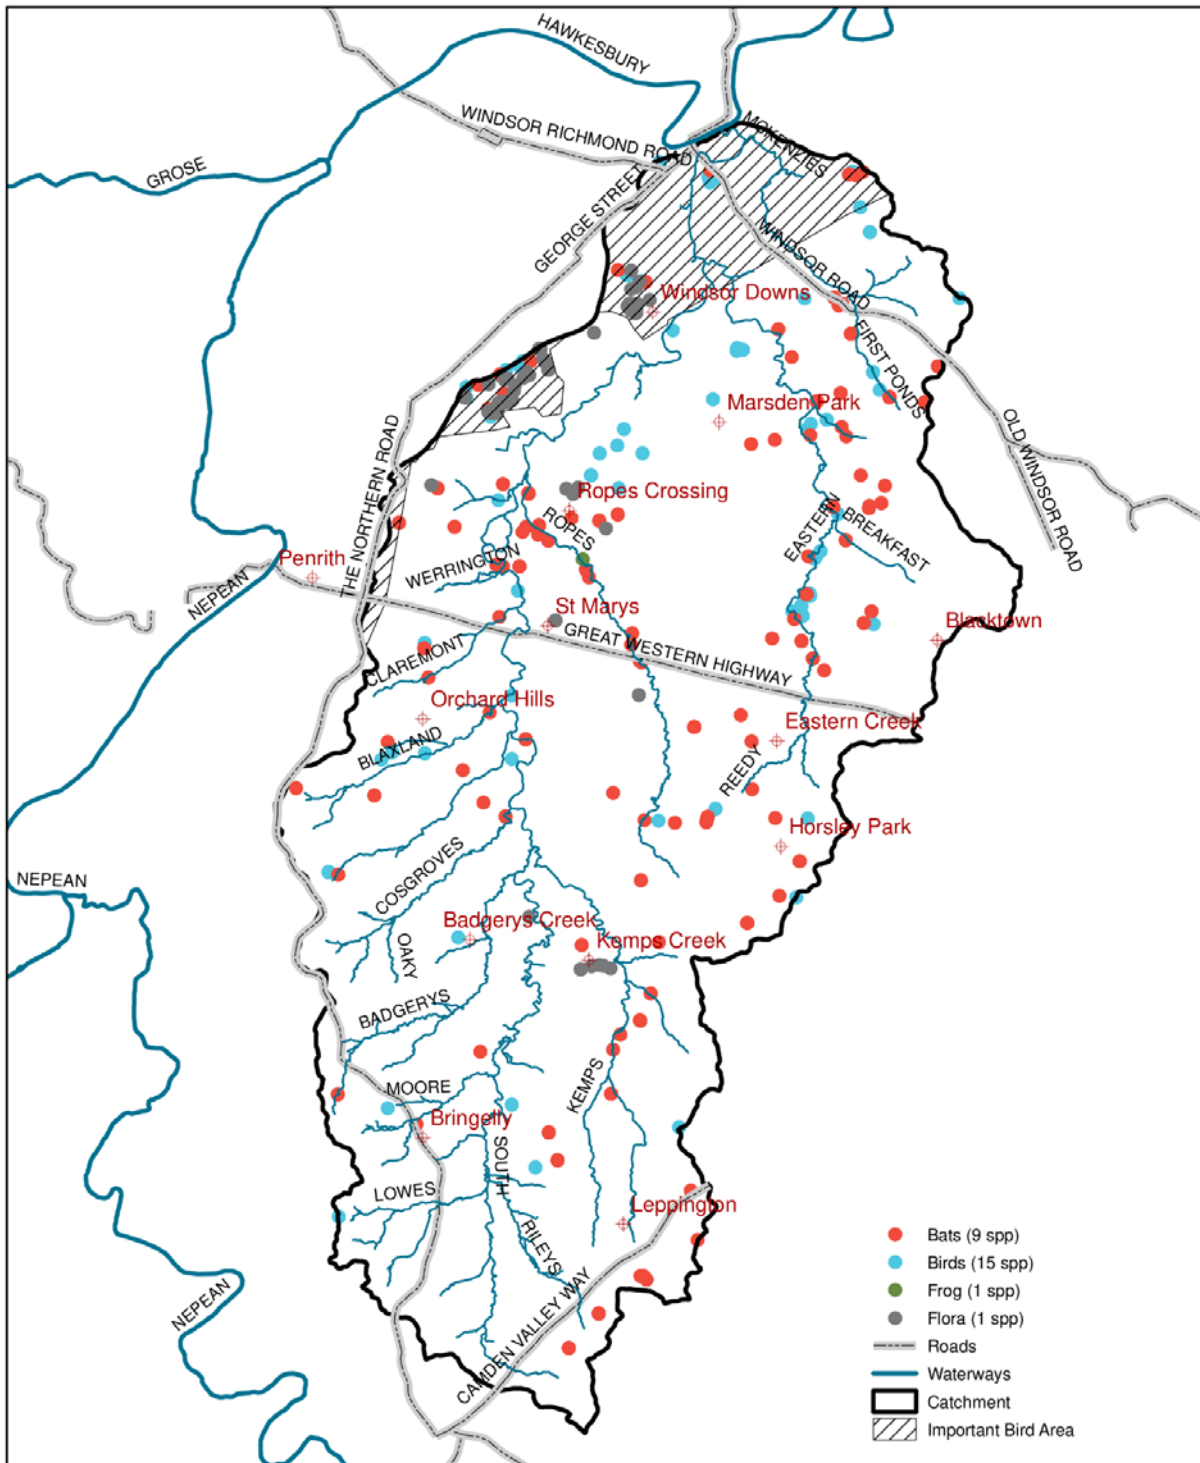 HAWKESBURY
WINDSOR RICHMOND ROAD
MCKENZIES
GROSE
GEORGE STREET
WINDSOR ROAD
Windsor Downs
FIRST PONDS
Marsden Park
OLD WINDSOR ROAD
THE NORTHERN ROAD
Ropes Crossing
ROPES
EASTERN
BREAKFAST
Penrith
WERRINGTON
NEPEAN
St Marys
Blacktown
GREAT WESTERN HIGHWAY
CLAREMONT
Orchard Hills
Eastern Creek
BLAXLAND
REEDY
Horsley Park
COSGROVES
NEPEAN
Badgerys Creek
Kemps Creek
OAKY
BADGERYS
KEMPS
MOORE
Bringelly
SOUTH
LOWES
Leppington
RILEYS
NEPEAN
CAMDEN VALLEY WAY
Bats (9 spp)
Birds (15 spp)
Frog (1 spp)
Flora (1 spp)
Roads
Waterways
Catchment
Important Bird Area